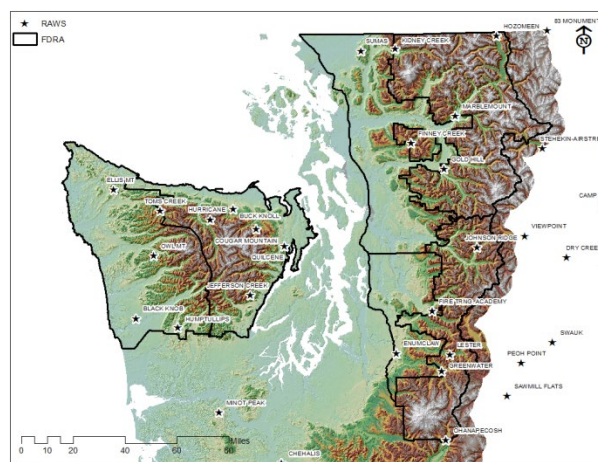 RAWS
FDRA
83 MONUMENT
HOZOMEEN
N
SUMAS
KIDNEY CREEK
MARBLEMOUNT
FINNEY CREEK
STEHEKIN-AIRSTRI
GOLD HILL
ELLIS MT
CAMP
TOMS CREEK
HURRICANE
BUCK KNOLL
VIEWPOINT
COUGAR MOUNTAIN
JOHNSON RIDGE
OWL MT
QUILCENE
DRY CREE
JEFFERSON CREEK
FIRE TRNG ACADEMY
BLACK KNOB
HUMPTULLIPS
SWAUK
ENUMCLAW
LESTER
PEOH POINT
GREENWATER
SAWMILL FLATS
MINOT PEAK
OHANAPECOSH
Miles
0 10 20 40 60 80
CHEHALIS